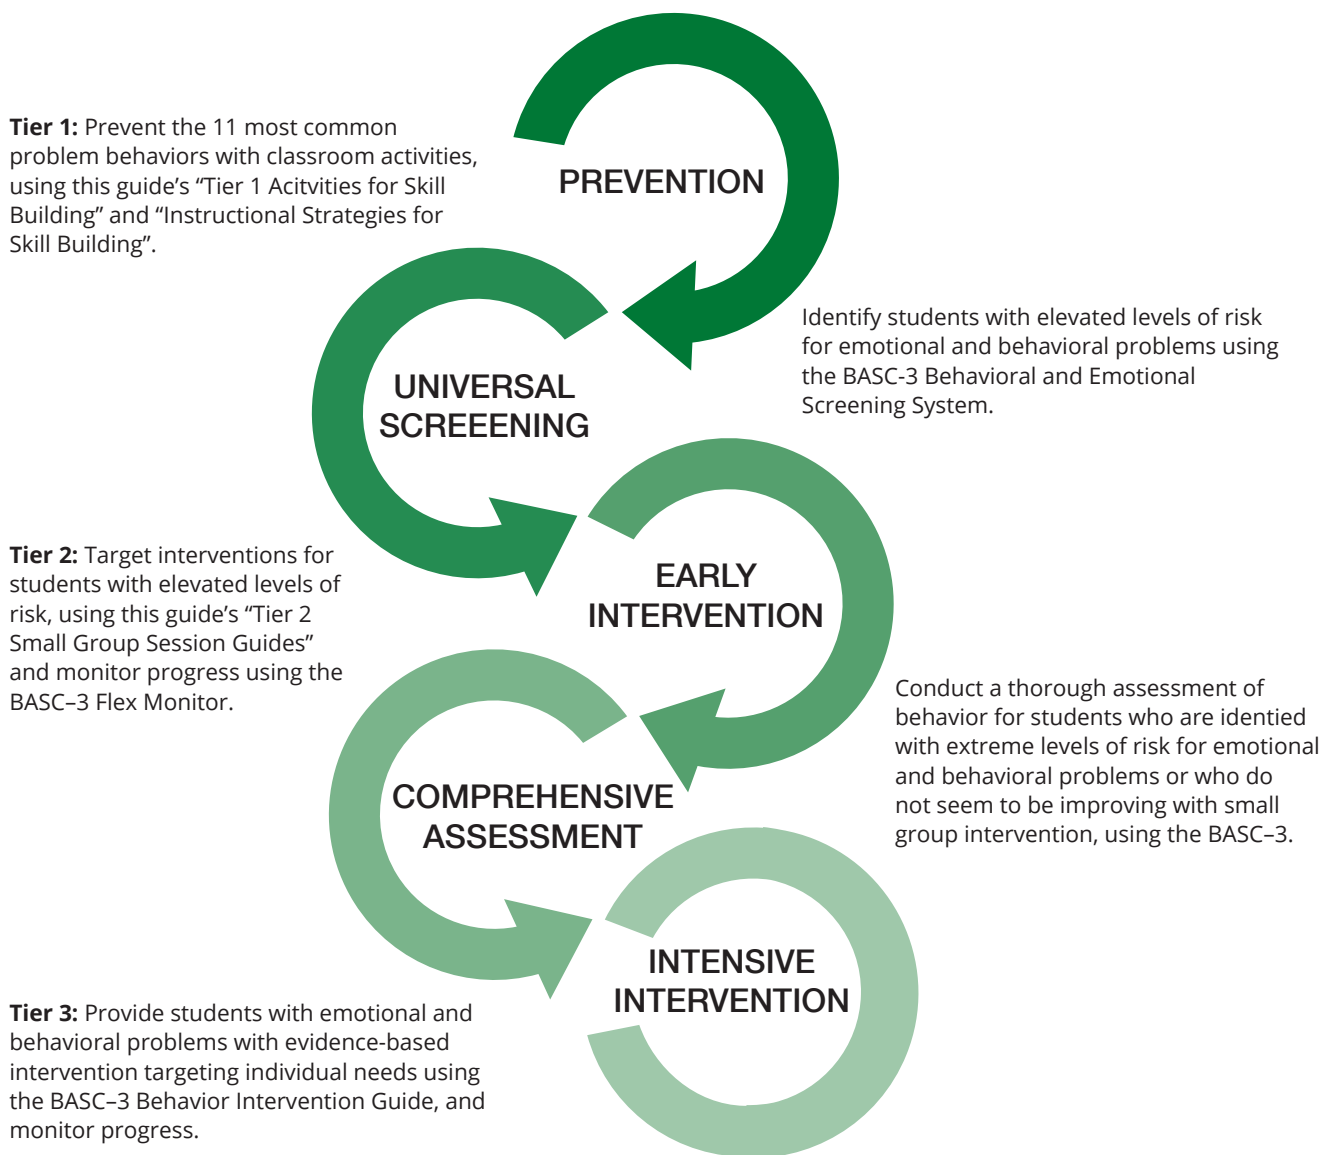 Tier 1: Prevent the 11 most common
problem behaviors with classroom activities,
using this guide’s “Tier 1 Acitvities for Skill
Building” and “Instructional Strategies for
Skill Building”.
PREVENTION
Identify students with elevated levels of risk
for emotional and behavioral problems using
the BASC-3 Behavioral and Emotional
Screening System.
UNIVERSAL
SCREEENING
Tier 2: Target interventions for
students with elevated levels of
risk, using this guide’s “Tier 2
Small Group Session Guides”
and monitor progress using the
BASC–3 Flex Monitor.
EARLY
INTERVENTION
Conduct a thorough assessment of
behavior for students who are identied
with extreme levels of risk for emotional
and behavioral problems or who do
not seem to be improving with small
group intervention, using the BASC–3.
COMPREHENSIVE
ASSESSMENT
INTENSIVE
INTERVENTION
Tier 3: Provide students with emotional and
behavioral problems with evidence-based
intervention targeting individual needs using
the BASC–3 Behavior Intervention Guide, and
monitor progress.